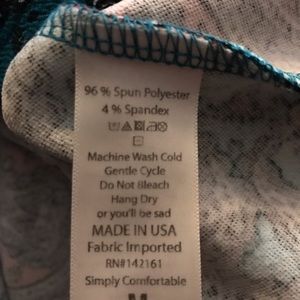 96 % Spun Polyester
4 % Spandex
Machine Wash Cold
Gentle Cycle
Do Not Bleach
Hang Dry
or you'll be sad
MADE IN USA
Fabric Imported
RN#142161
Simply Comfortable
M